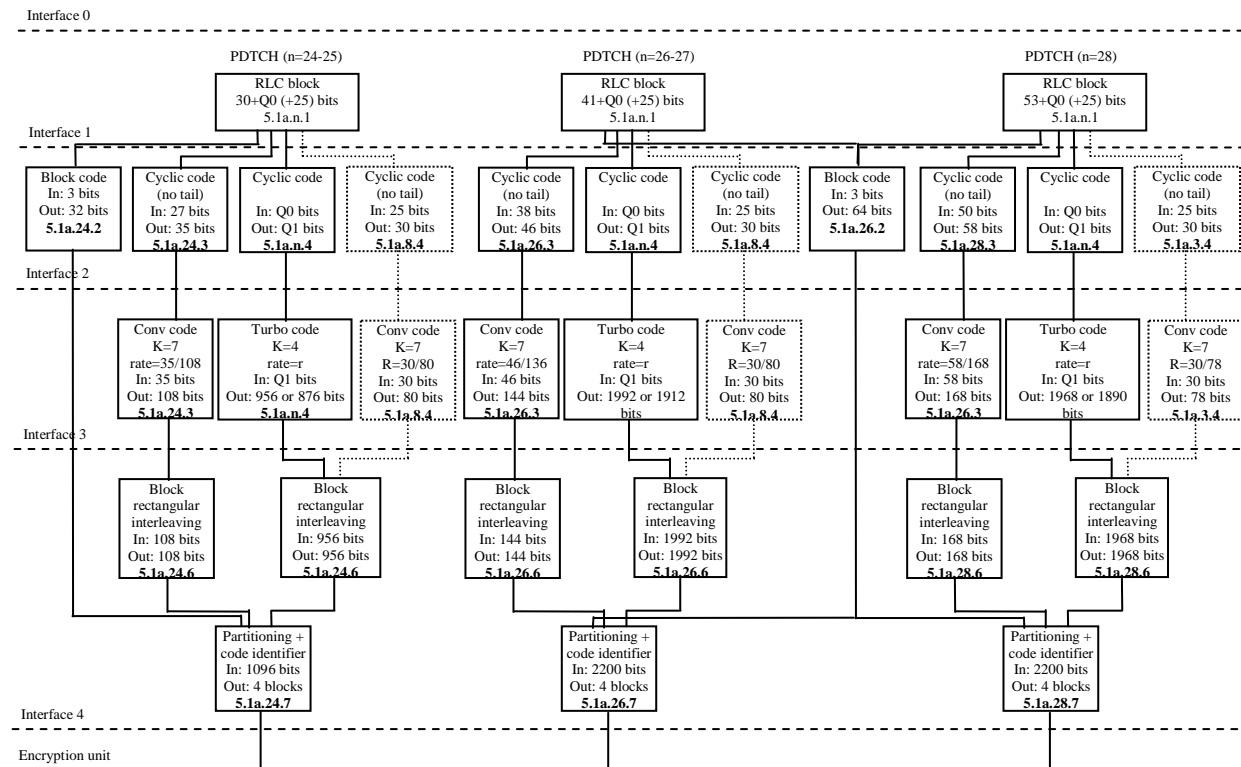 Interface 0
PDTCH (n=24-25)
PDTCH (n=26-27)
PDTCH (n=28)
RLC block
30+Q0 (+25) bits
5.1a.n.1
RLC block
41+Q0 (+25) bits
5.1a.n.1
RLC block
53+Q0 (+25) bits
5.1a.n.1
Interface 1
Block code
In: 3 bits
Out: 32 bits
5.1a.24.2
Cyclic code
(no tail)
In: 27 bits
Out: 35 bits
5.1a.24.3
Cyclic code
In: Q0 bits
Out: Q1 bits
5.1a.n.4
Cyclic code
(no tail)
In: 25 bits
Out: 30 bits
5.1a.8.4
Cyclic code
(no tail)
In: 38 bits
Out: 46 bits
5.1a.26.3
Cyclic code
In: Q0 bits
Out: Q1 bits
5.1a.n.4
Cyclic code
(no tail)
In: 25 bits
Out: 30 bits
5.1a.8.4
Block code
In: 3 bits
Out: 64 bits
5.1a.26.2
Cyclic code
(no tail)
In: 50 bits
Out: 58 bits
5.1a.28.3
Cyclic code
In: Q0 bits
Out: Q1 bits
5.1a.n.4
Cyclic code
(no tail)
In: 25 bits
Out: 30 bits
5.1a.3.4
Interface 2
Conv code
K=7
rate=35/108
In: 35 bits
Out: 108 bits
5.1a.24.3
Turbo code
K=4
rate=r
In: Q1 bits
Out: 956 or 876 bits
5.1a.n.4
Conv code
K=7
R=30/80
In: 30 bits
Out: 80 bits
5.1a.8.4
Conv code
K=7
rate=46/136
In: 46 bits
Out: 144 bits
5.1a.26.3
Turbo code
K=4
rate=r
In: Q1 bits
Out: 1992 or 1912
bits
Conv code
K=7
R=30/80
In: 30 bits
Out: 80 bits
5.1a.8.4
Conv code
K=7
rate=58/168
In: 58 bits
Out: 168 bits
5.1a.26.3
Turbo code
K=4
rate=r
In: Q1 bits
Out: 1968 or 1890
bits
Conv code
K=7
R=30/78
In: 30 bits
Out: 78 bits
5.1a.3.4
Interface 3
Block
rectangular
interleaving
In: 108 bits
Out: 108 bits
5.1a.24.6
Block
rectangular
interleaving
In: 956 bits
Out: 956 bits
5.1a.24.6
Block
rectangular
interleaving
In: 144 bits
Out: 144 bits
5.1a.26.6
Block
rectangular
interleaving
In: 1992 bits
Out: 1992 bits
5.1a.26.6
Block
rectangular
interleaving
In: 168 bits
Out: 168 bits
5.1a.28.6
Block
rectangular
interleaving
In: 1968 bits
Out: 1968 bits
5.1a.28.6
Partitioning +
code identifier
In: 1096 bits
Out: 4 blocks
5.1a.24.7
Partitioning +
code identifier
In: 2200 bits
Out: 4 blocks
5.1a.26.7
Partitioning +
code identifier
In: 2200 bits
Out: 4 blocks
5.1a.28.7
Interface 4
Encryption unit